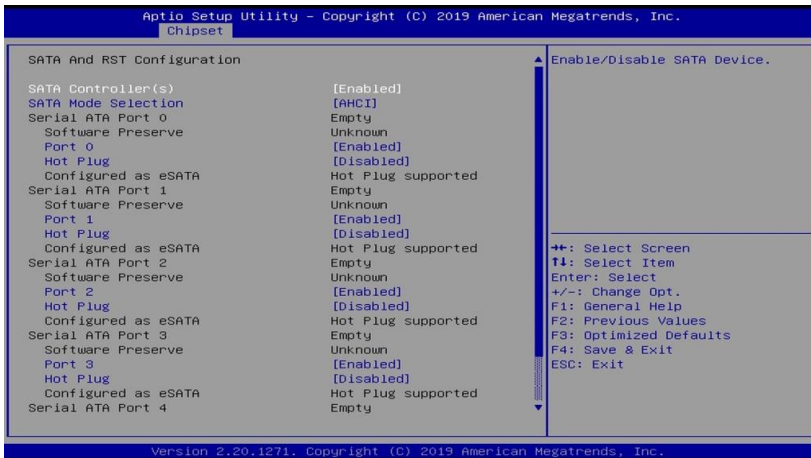 Aptio Setup Utility – Copyright (C) 2019 American Megatrends, Inc.
Chipset
SATA And RST Configuration
SATA Controller(s) [Enabled]
SATA Mode Selection [AHCI]
Serial ATA Port 0 Empty
Software Preserve Unknown
Port 0 [Enabled]
Hot Plug [Disabled]
Configured as eSATA Hot Plug supported
Serial ATA Port 1 Empty
Software Preserve Unknown
Port 1 [Enabled]
Hot Plug [Disabled]
Configured as eSATA Hot Plug supported
Serial ATA Port 2 Empty
Software Preserve Unknown
Port 2 [Enabled]
Hot Plug [Disabled]
Configured as eSATA Hot Plug supported
Serial ATA Port 3 Empty
Software Preserve Unknown
Port 3 [Enabled]
Hot Plug [Disabled]
Configured as eSATA Hot Plug supported
Serial ATA Port 4 Empty
Enable/Disable SATA Device.
→←: Select Screen
↑↓: Select Item
Enter: Select
+/-: Change Opt.
F1: General Help
F2: Previous Values
F3: Optimized Defaults
F4: Save & Exit
ESC: Exit
Version 2.20.1271. Copyright (C) 2019 American Megatrends, Inc.